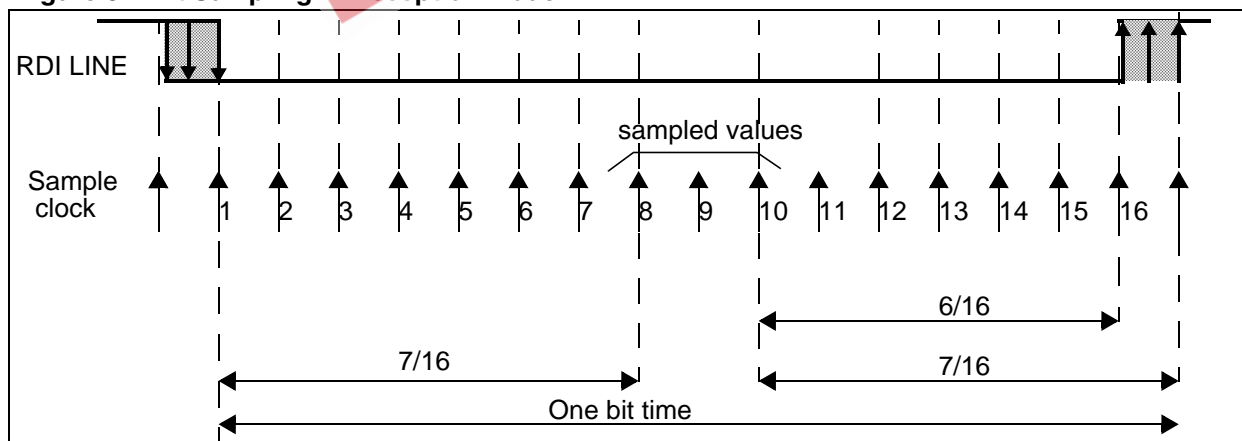 RDI LINE
sampled values
Sample
clock
1 2 3 4 5 6 7 8 9 10 11 12 13 14 15 16
6/16
7/16 7/16
One bit time